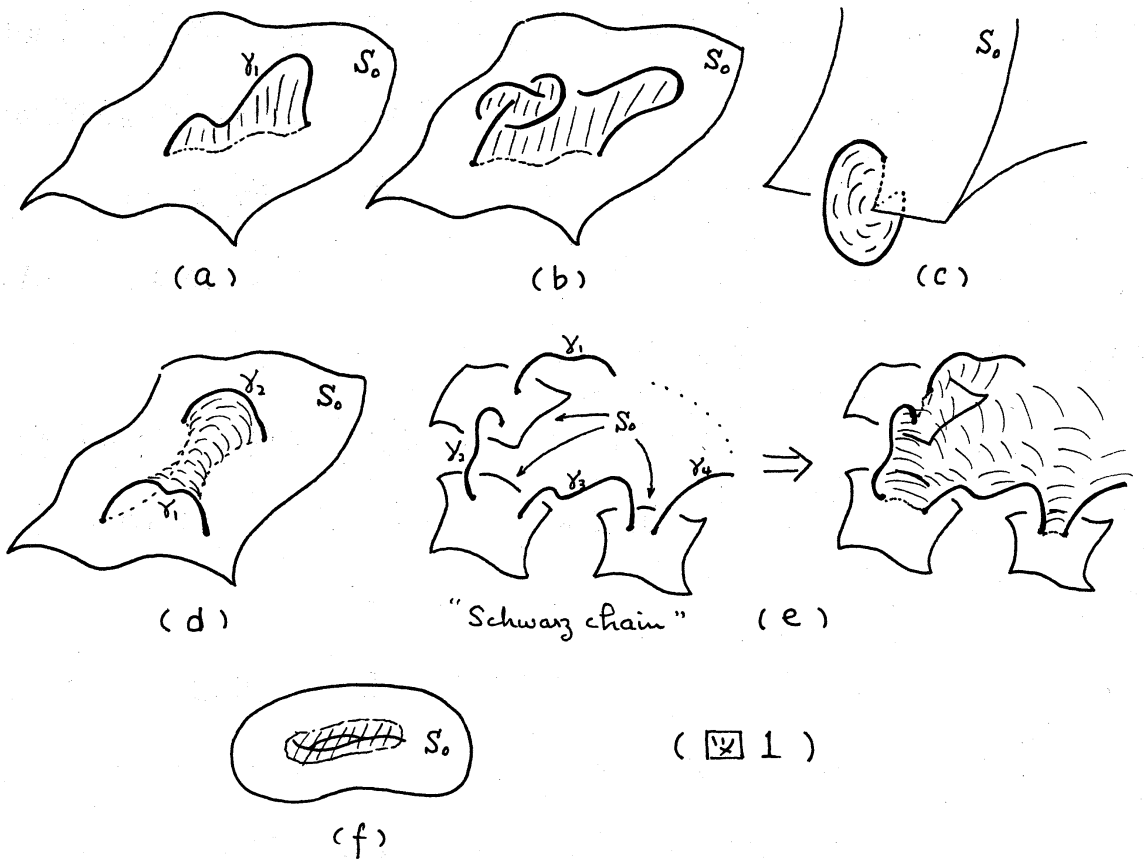 γ₁ S₀
S₀
S₀
(a)
(b)
(c)
γ₂ S₀
γ₁
γ₁
S₀
γ₂
γ₃
γ₄
⇒
(d)
"Schwarz chain"
(e)
S₀
(図1)
(f)